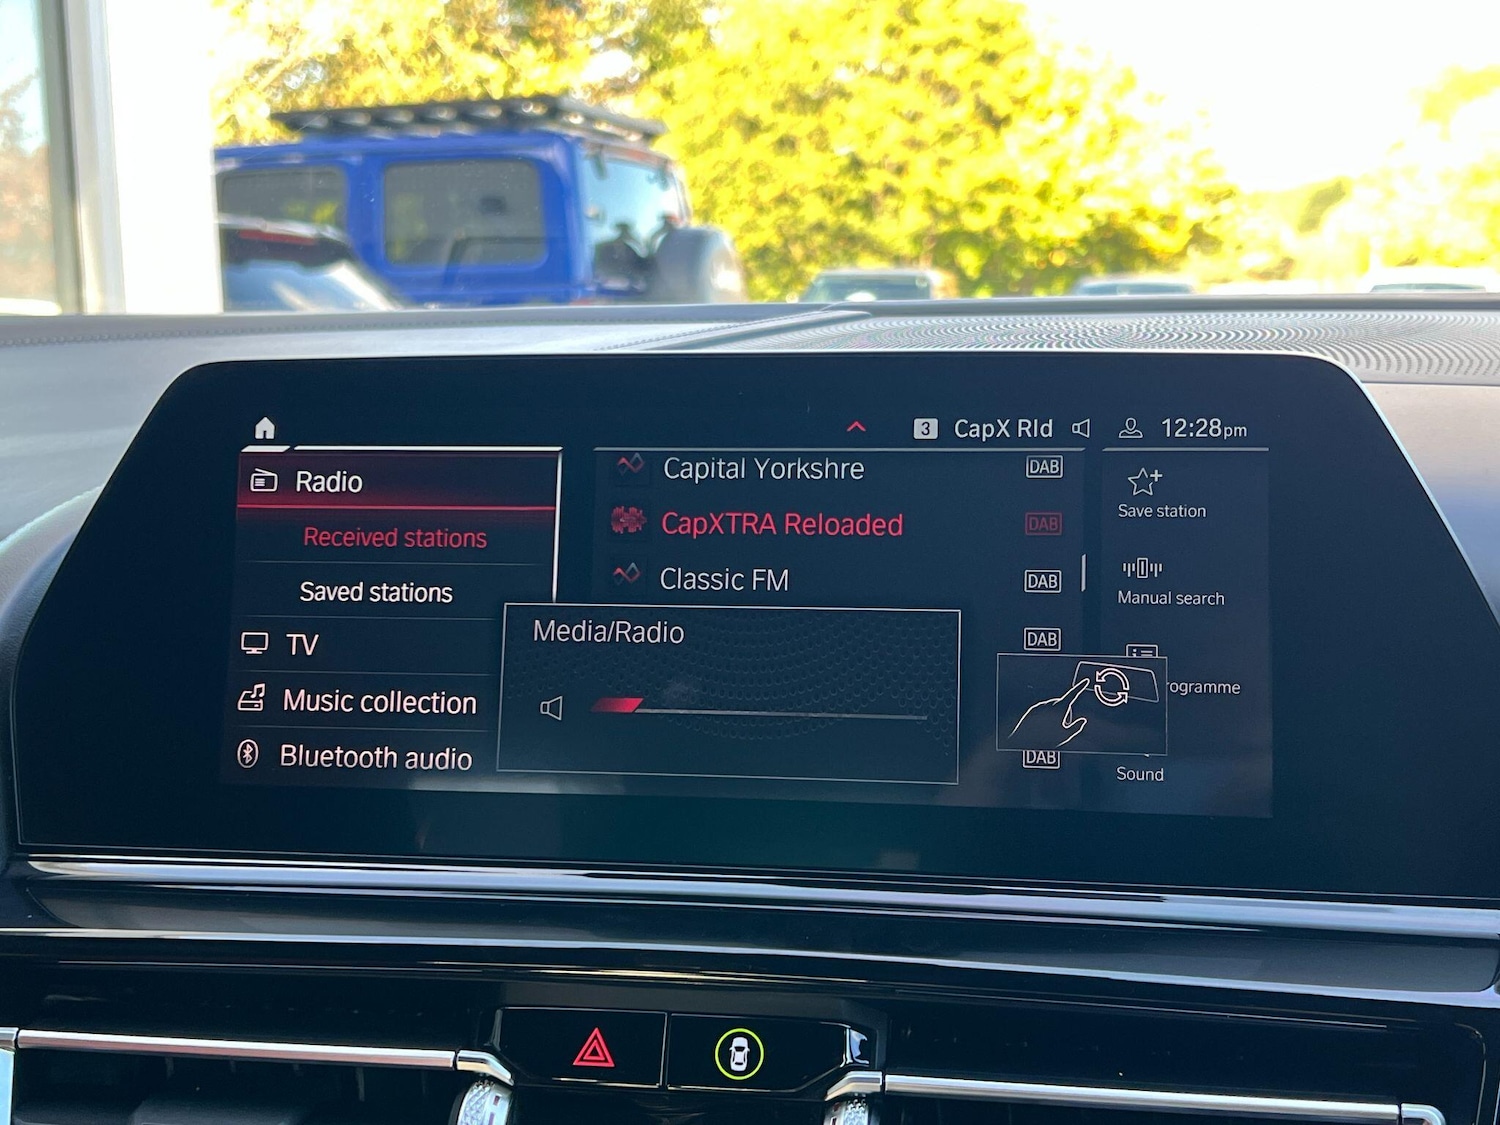 3 CapX Rld 12:28pm
Radio
Received stations
Saved stations
TV
Music collection
Bluetooth audio
Capital Yorkshre DAB
CapXTRA Reloaded DAB
Classic FM DAB
DAB
DAB
Media/Radio
Save station
Manual search
ogramme
Sound